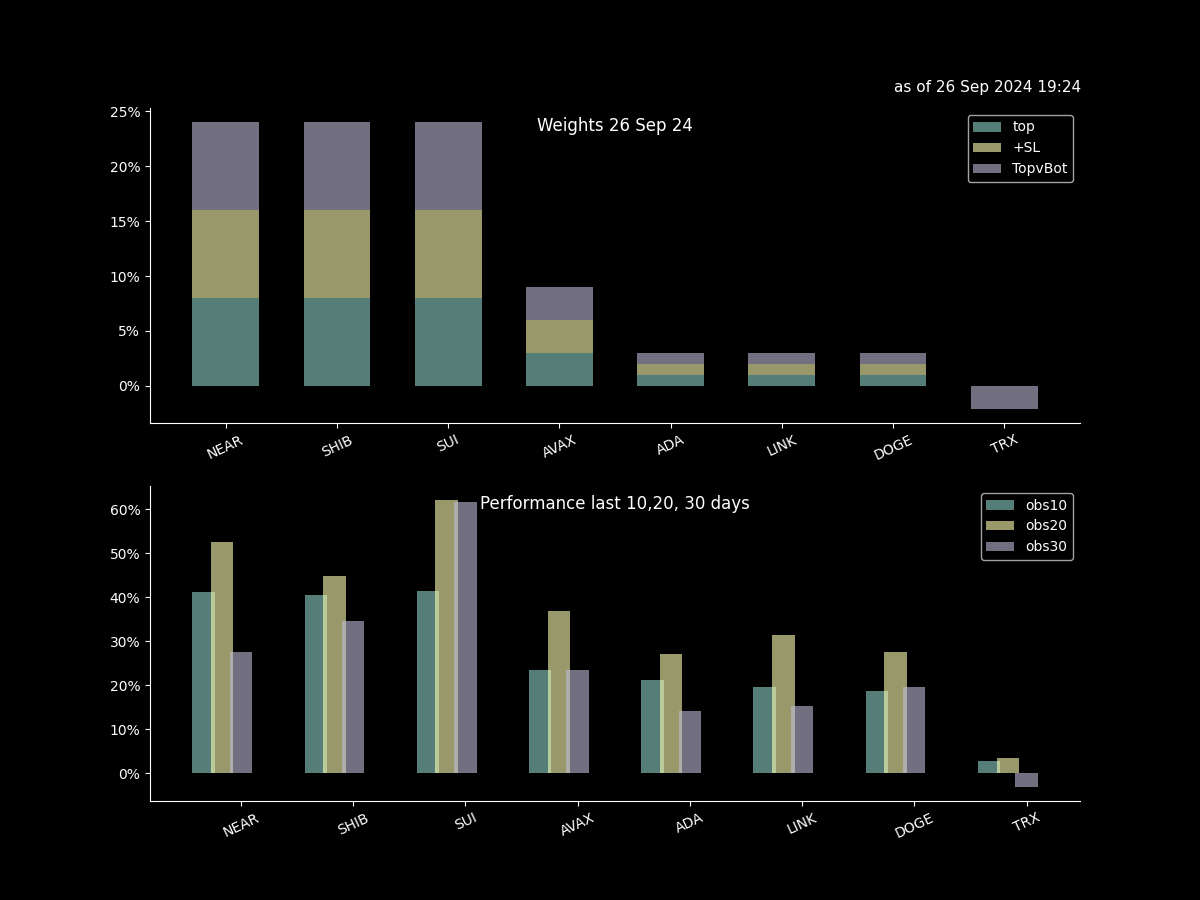 as of 26 Sep 2024 19:24
Weights 26 Sep 24
top
+SL
TopvBot
25%
20%
15%
10%
5%
0%
NEAR SHIB SUI AVAX ADA LINK DOGE TRX
Performance last 10,20, 30 days
obs10
obs20
obs30
60%
50%
40%
30%
20%
10%
0%
NEAR SHIB SUI AVAX ADA LINK DOGE TRX